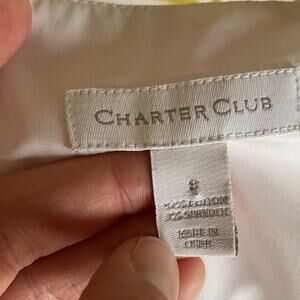 CHARTER CLUB
8
97% COTTON
3% SPANDEX
MADE IN
CHINA